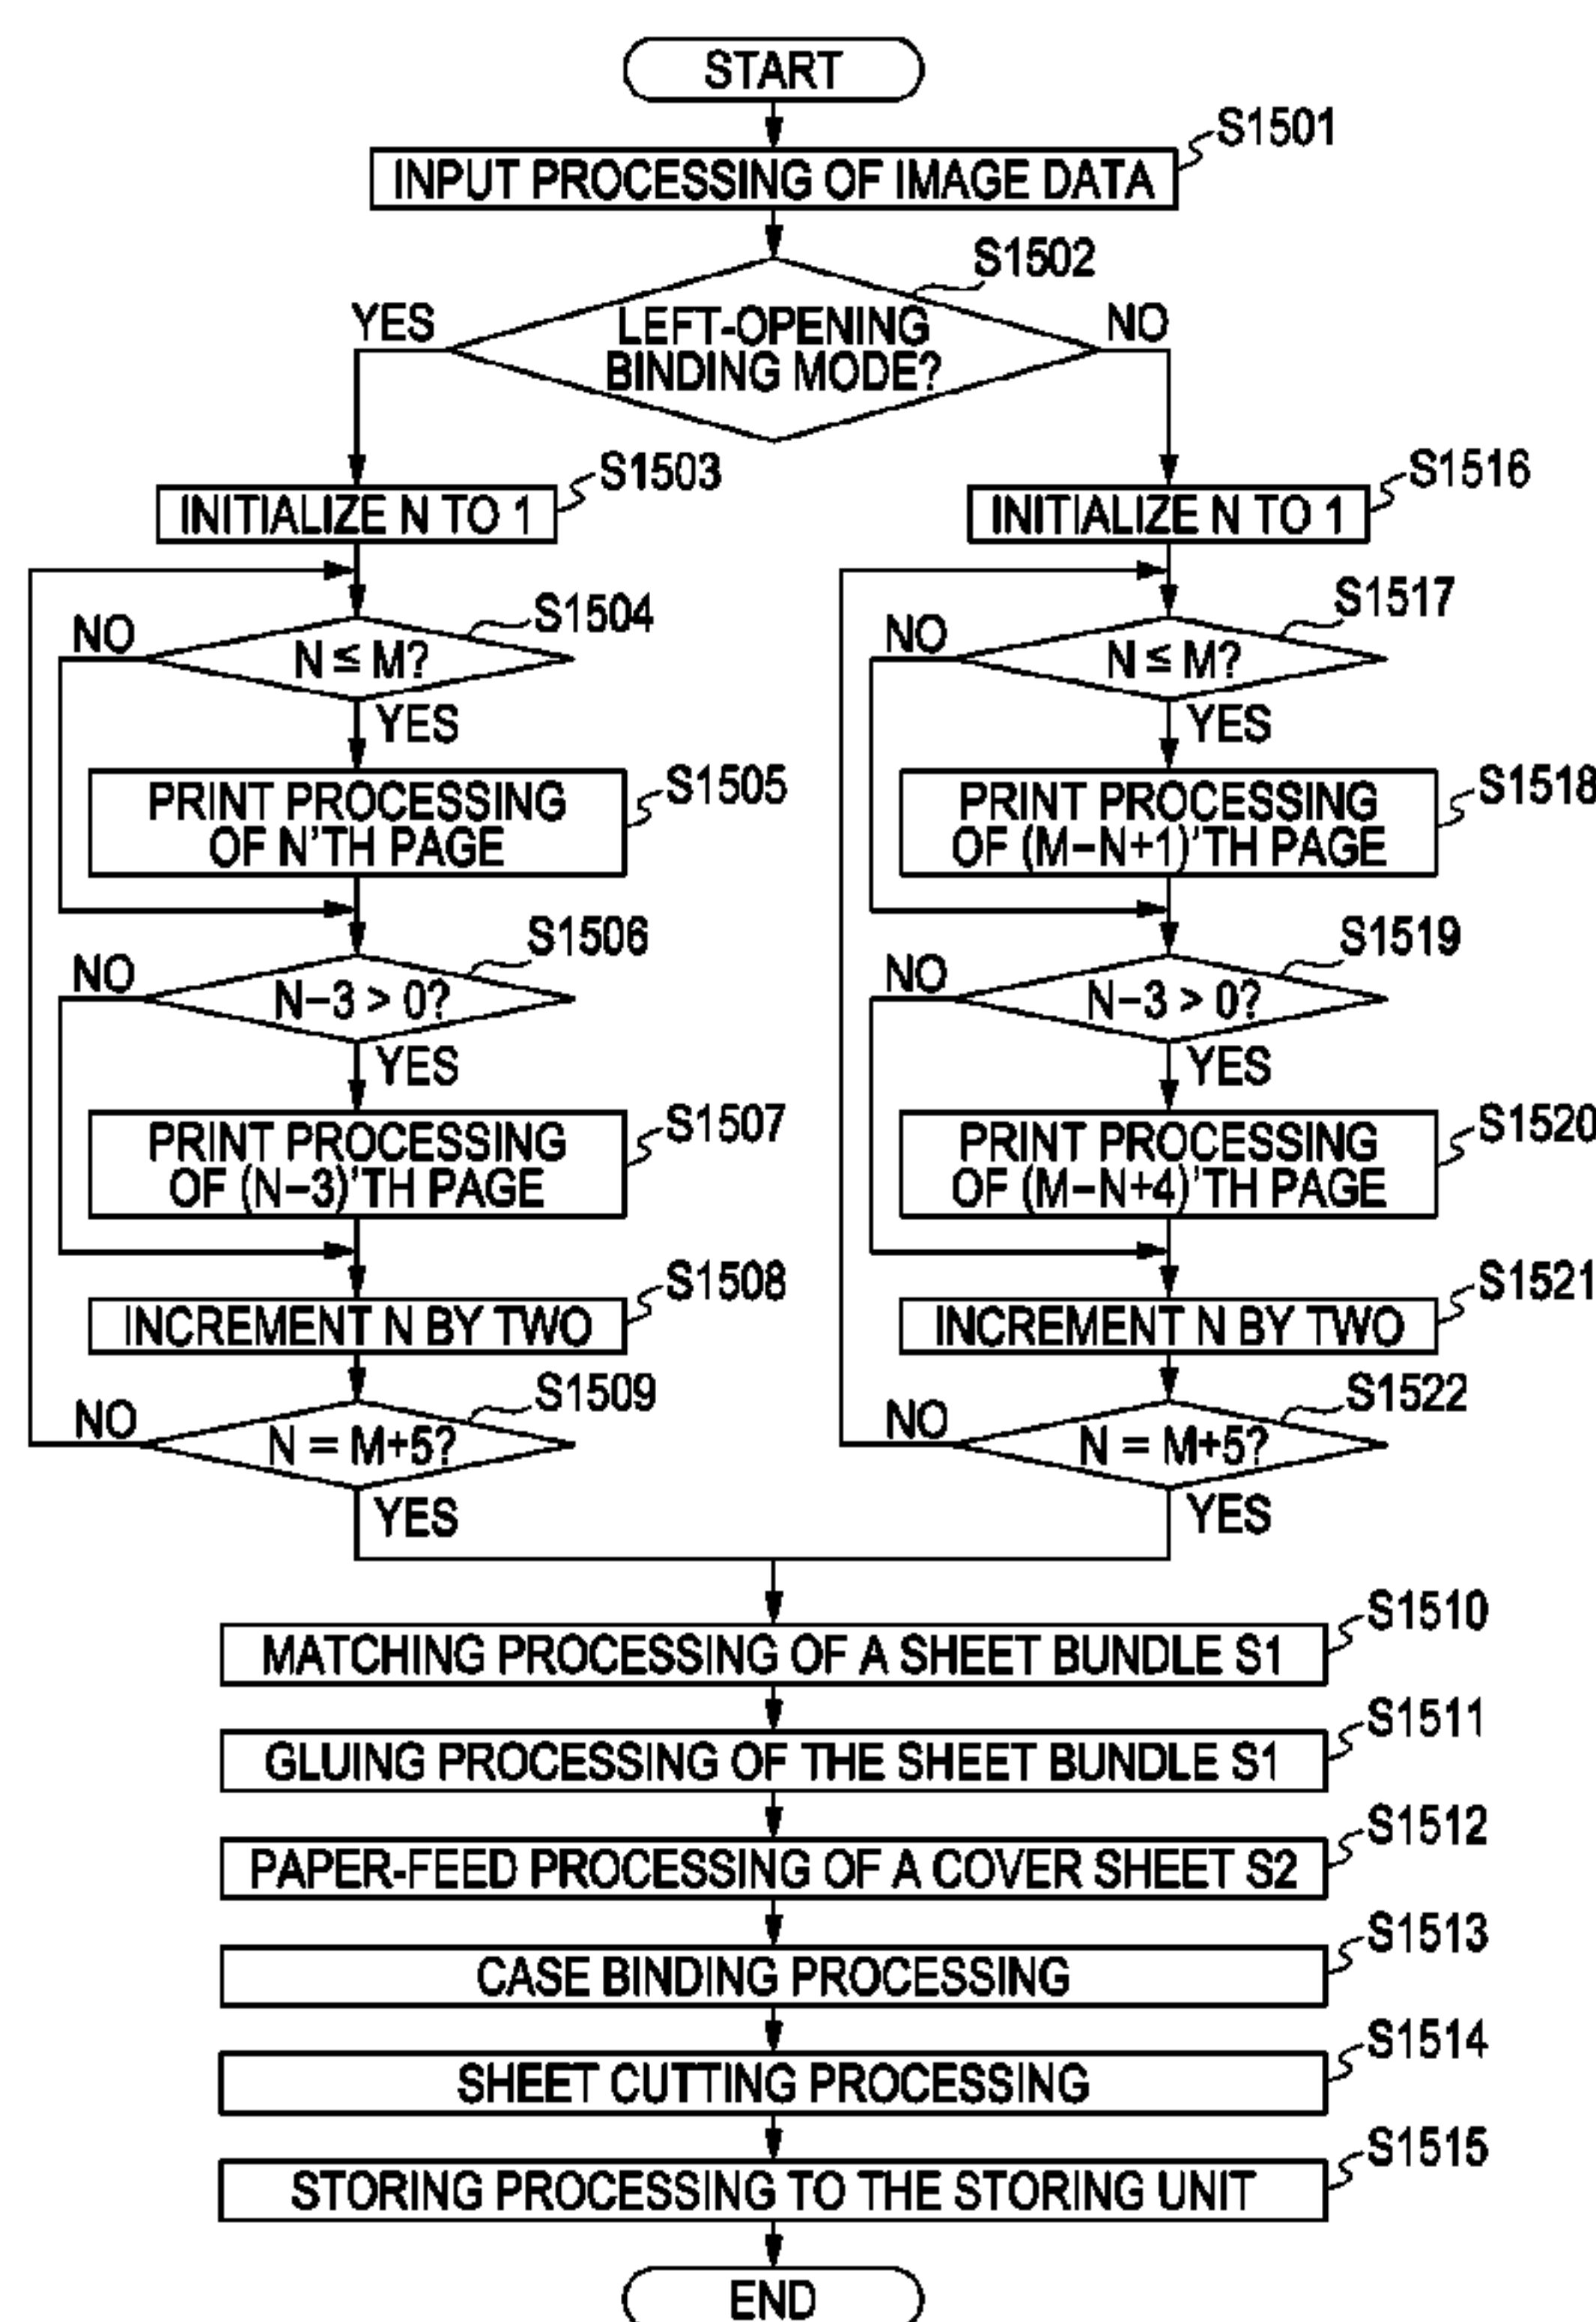 START
S1501
INPUT PROCESSING OF IMAGE DATA
S1502
YES
LEFT-OPENING
BINDING MODE?
NO
S1503
INITIALIZE N TO 1
S1504
NO
N ≤ M?
YES
S1505
PRINT PROCESSING
OF N'TH PAGE
S1506
NO
N−3 > 0?
YES
S1507
PRINT PROCESSING
OF (N−3)'TH PAGE
S1508
INCREMENT N BY TWO
S1509
NO
N = M+5?
YES
S1516
INITIALIZE N TO 1
S1517
NO
N ≤ M?
YES
S1518
PRINT PROCESSING
OF (M−N+1)'TH PAGE
S1519
NO
N−3 > 0?
YES
S1520
PRINT PROCESSING
OF (M−N+4)'TH PAGE
S1521
INCREMENT N BY TWO
S1522
NO
N = M+5?
YES
S1510
MATCHING PROCESSING OF A SHEET BUNDLE S1
S1511
GLUING PROCESSING OF THE SHEET BUNDLE S1
S1512
PAPER-FEED PROCESSING OF A COVER SHEET S2
S1513
CASE BINDING PROCESSING
S1514
SHEET CUTTING PROCESSING
S1515
STORING PROCESSING TO THE STORING UNIT
END